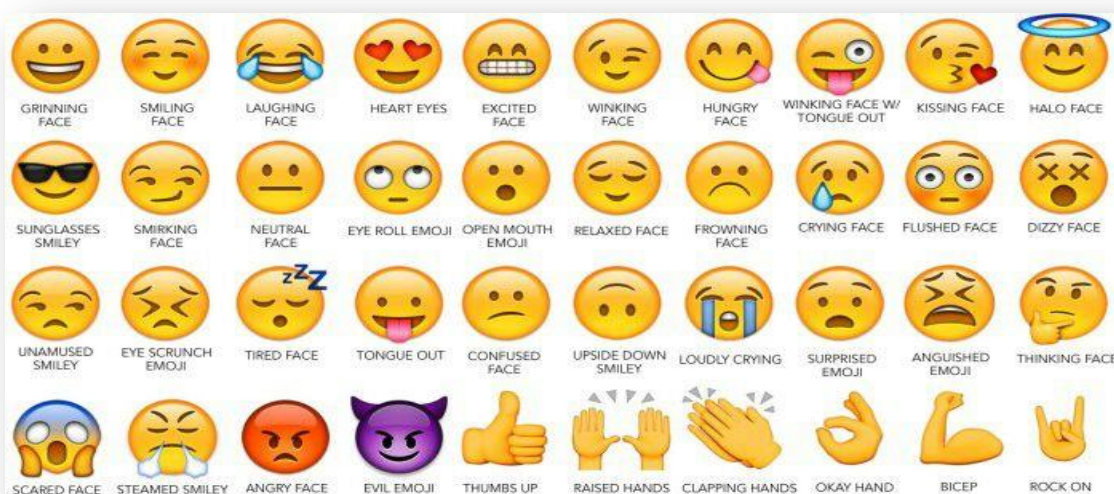 GRINNING FACE
SMILING FACE
LAUGHING FACE
HEART EYES
EXCITED FACE
WINKING FACE
HUNGRY FACE
WINKING FACE W/ TONGUE OUT
KISSING FACE
HALO FACE
SUNGLASSES SMILEY
SMIRKING FACE
NEUTRAL FACE
EYE ROLL EMOJI
OPEN MOUTH EMOJI
RELAXED FACE
FROWNING FACE
CRYING FACE
FLUSHED FACE
DIZZY FACE
zzZ
UNAMUSED SMILEY
EYE SCRUNCH EMOJI
TIRED FACE
TONGUE OUT
CONFUSED FACE
UPSIDE DOWN SMILEY
LOUDLY CRYING
SURPRISED EMOJI
ANGUISHED EMOJI
THINKING FACE
SCARED FACE
STEAMED SMILEY
ANGRY FACE
EVIL EMOJI
THUMBS UP
RAISED HANDS
CLAPPING HANDS
OKAY HAND
BICEP
ROCK ON